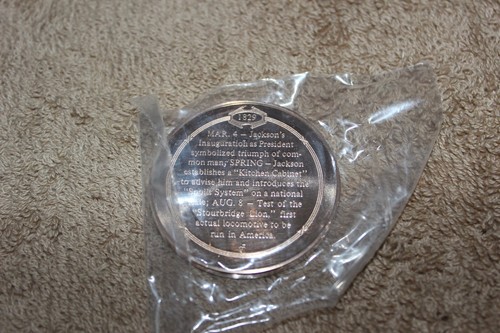 1829
MAR. 4 — Jackson's
Inauguration as President
symbolized triumph of com-
mon man; SPRING — Jackson
establishes a "Kitchen Cabinet"
to advise him and introduces the
System" on a national
AUG. 8 — Test of the
"Stourbridge Lion," first
actual locomotive to be
run in America.